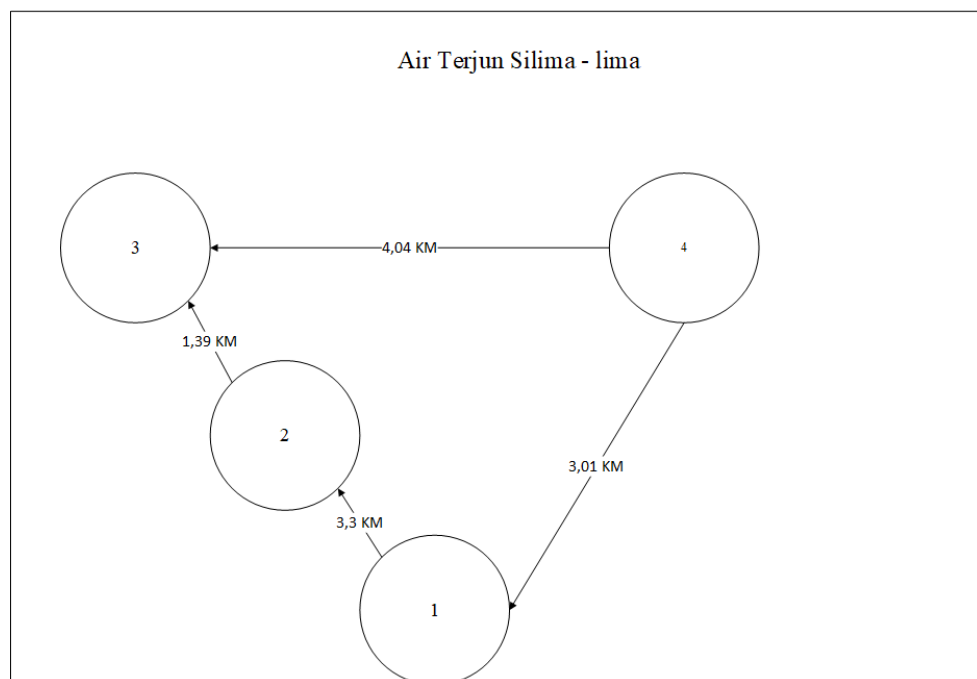 Air Terjun Silima - lima
3
4,04 KM
4
1,39 KM
2
3,01 KM
3,3 KM
1